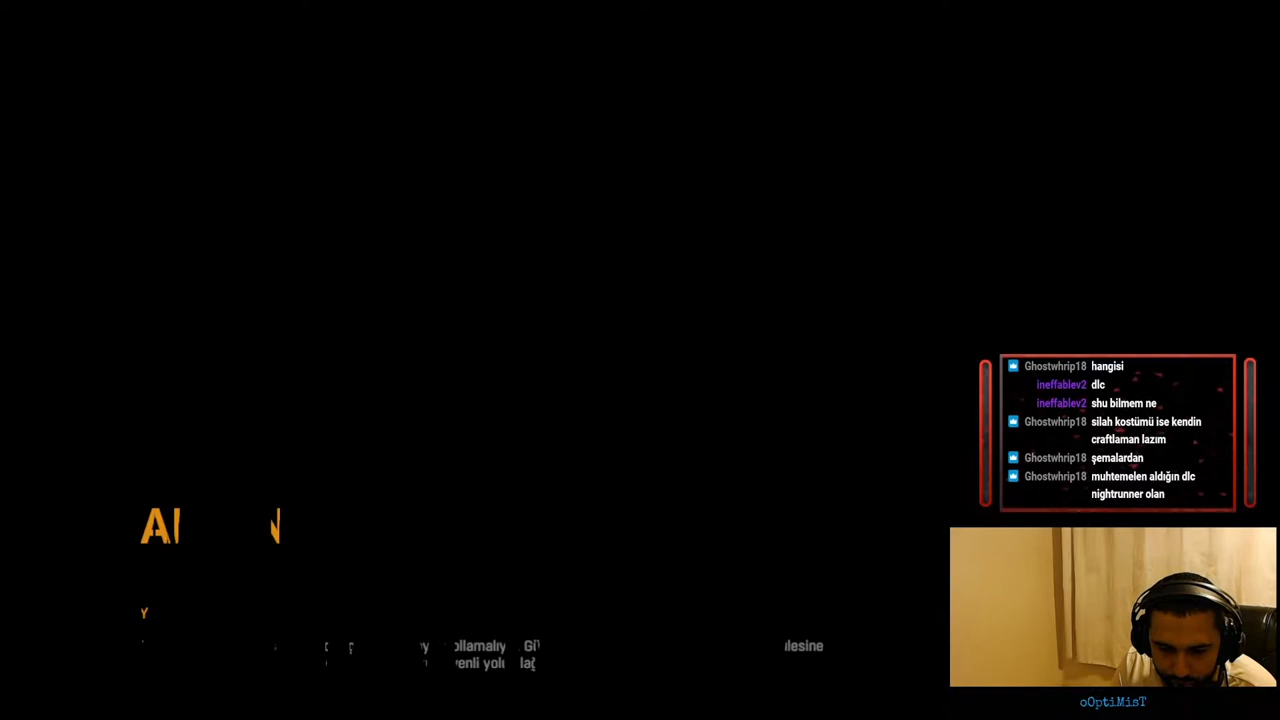 Ghostwhrip18 hangisi
ineffablev2 dlc
ineffablev2 shu bilmem ne
Ghostwhrip18 silah kostümü ise kendin
craftlaman lazım
Ghostwhrip18 şemalardan
Ghostwhrip18 muhtemelen aldığın dlc
nightrunner olan
oOptiMisT